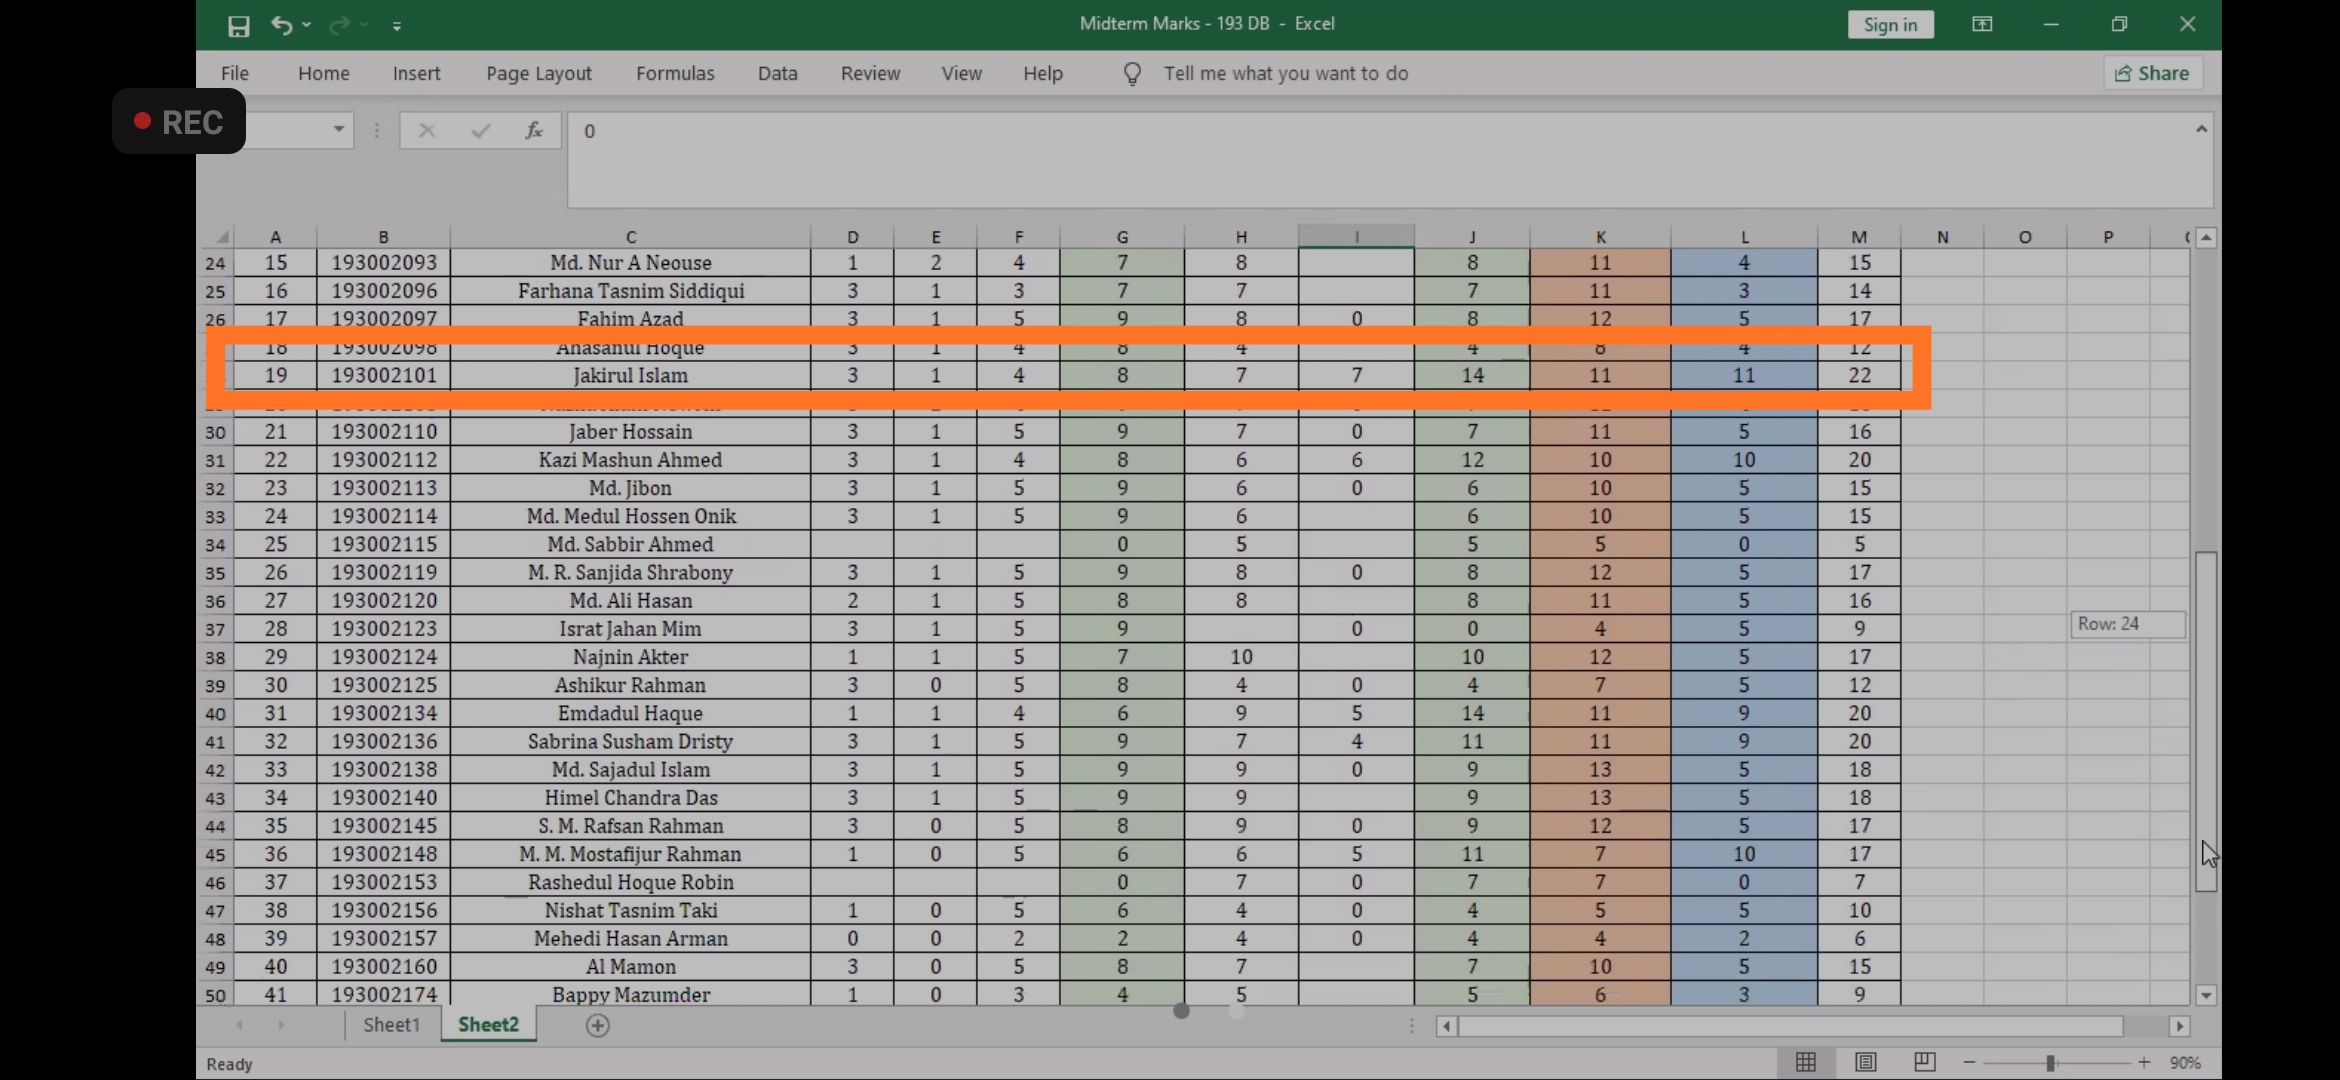 Midterm Marks - 193 DB - Excel
Sign in
File Home Insert Page Layout Formulas Data Review View Help Tell me what you want to do Share
REC
fx 0
A B C D E F G H I J K L M N O P
24 15 193002093 Md. Nur A Neouse 1 2 4 7 8 8 11 4 15
25 16 193002096 Farhana Tasnim Siddiqui 3 1 3 7 7 7 11 3 14
26 17 193002097 Fahim Azad 3 1 5 9 8 0 8 12 5 17
18 193002098 Ahasanul Hoque 3 1 4 8 4 4 8 4 12
19 193002101 Jakirul Islam 3 1 4 8 7 7 14 11 11 22
30 21 193002110 Jaber Hossain 3 1 5 9 7 0 7 11 5 16
31 22 193002112 Kazi Mashun Ahmed 3 1 4 8 6 6 12 10 10 20
32 23 193002113 Md. Jibon 3 1 5 9 6 0 6 10 5 15
33 24 193002114 Md. Medul Hossen Onik 3 1 5 9 6 6 10 5 15
34 25 193002115 Md. Sabbir Ahmed 0 5 5 5 0 5
35 26 193002119 M. R. Sanjida Shrabony 3 1 5 9 8 0 8 12 5 17
36 27 193002120 Md. Ali Hasan 2 1 5 8 8 8 11 5 16
37 28 193002123 Israt Jahan Mim 3 1 5 9 0 0 4 5 9
Row: 24
38 29 193002124 Najnin Akter 1 1 5 7 10 10 12 5 17
39 30 193002125 Ashikur Rahman 3 0 5 8 4 0 4 7 5 12
40 31 193002134 Emdadul Haque 1 1 4 6 9 5 14 11 9 20
41 32 193002136 Sabrina Susham Dristy 3 1 5 9 7 4 11 11 9 20
42 33 193002138 Md. Sajadul Islam 3 1 5 9 9 0 9 13 5 18
43 34 193002140 Himel Chandra Das 3 1 5 9 9 9 13 5 18
44 35 193002145 S. M. Rafsan Rahman 3 0 5 8 9 0 9 12 5 17
45 36 193002148 M. M. Mostafijur Rahman 1 0 5 6 6 5 11 7 10 17
46 37 193002153 Rashedul Hoque Robin 0 7 0 7 7 0 7
47 38 193002156 Nishat Tasnim Taki 1 0 5 6 4 0 4 5 5 10
48 39 193002157 Mehedi Hasan Arman 0 0 2 2 4 0 4 4 2 6
49 40 193002160 Al Mamon 3 0 5 8 7 7 10 5 15
50 41 193002174 Bappy Mazumder 1 0 3 4 5 5 6 3 9
Sheet1 Sheet2
Ready
90%